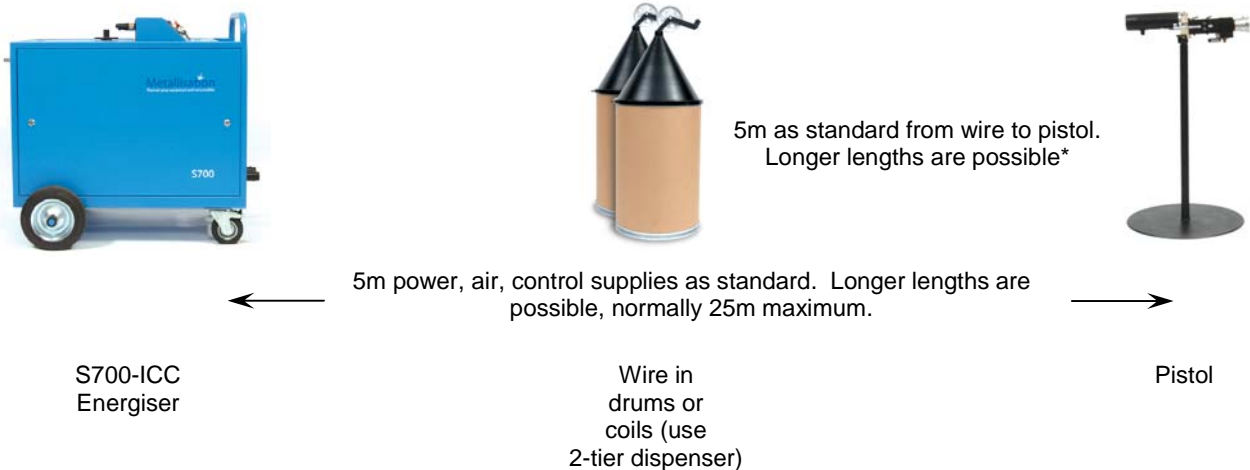 Metallisation
S700
5m as standard from wire to pistol.
Longer lengths are possible*
5m power, air, control supplies as standard.  Longer lengths are
possible, normally 25m maximum.
S700-ICC
Energiser
Wire in
drums or
coils (use
2-tier dispenser)
Pistol